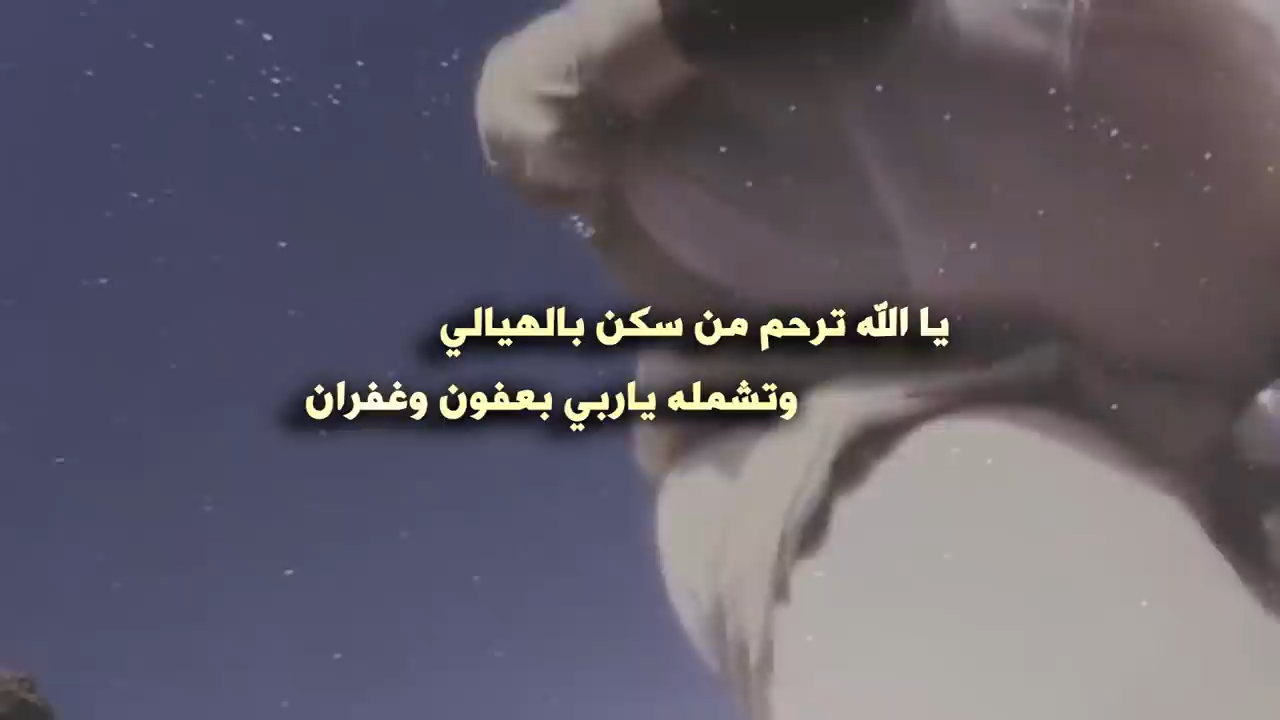 يا الله ترحم من سكن بالهيالي
وتشمله ياربي بعفون وغفران